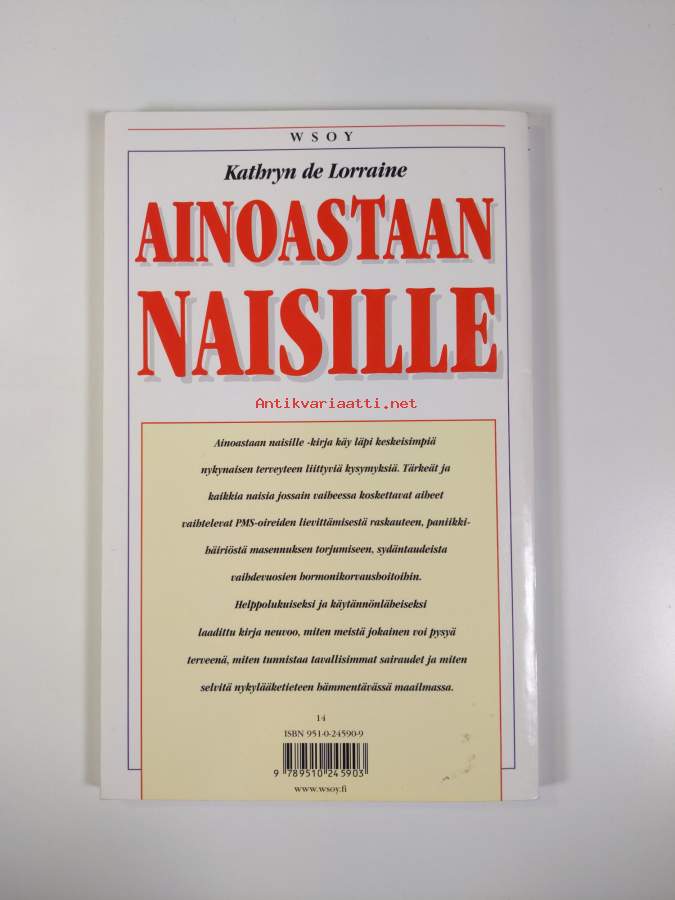 WSOY
Kathryn de Lorraine
AINOASTAAN
NAISILLE
Antikvariaatti.net
Ainoastaan naisille -kirja käy läpi keskeisimpiä
nykynaisen terveyteen liittyviä kysymyksiä. Tärkeät ja
kaikkia naisia jossain vaiheessa koskettavat aiheet
vaihtelevat PMS-oireiden lievittämisestä raskauteen, paniikki-
häiriöstä masennuksen torjumiseen, sydäntaudeista
vaihdevuosien hormonikorvaushoitoihin.
Helppolukuiseksi ja käytännönläheiseksi
laadittu kirja neuvoo, miten meistä jokainen voi pysyä
terveenä, miten tunnistaa tavallisimmat sairaudet ja miten
selvitä nykylääketieteen hämmentävässä maailmassa.
14
ISBN 951-0-24590-9
9 789510 245903
www.wsoy.fi